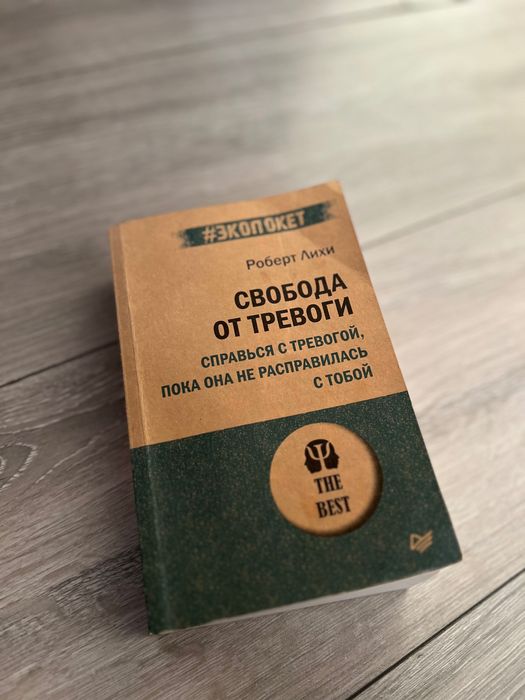 #ЭКОПОКЕТ
Роберт Лихи
СВОБОДА
ОТ ТРЕВОГИ
СПРАВЬСЯ С ТРЕВОГОЙ,
ПОКА ОНА НЕ РАСПРАВИЛАСЬ
С ТОБОЙ
Ψ
THE
BEST